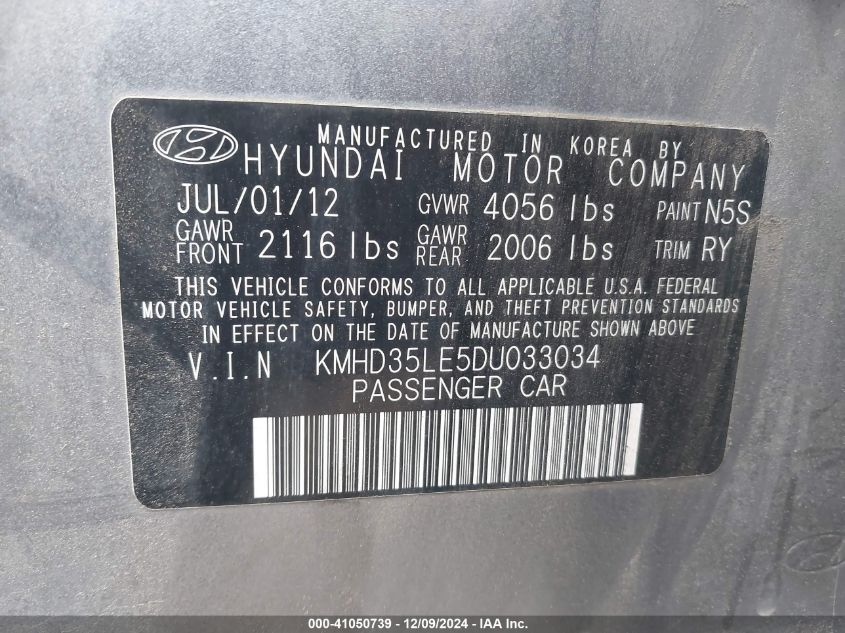 MANUFACTURED IN KOREA BY
HYUNDAI MOTOR COMPANY
JUL/01/12 GVWR 4056 lbs PAINT N5S
GAWR FRONT 2116 lbs GAWR REAR 2006 lbs TRIM RY
THIS VEHICLE CONFORMS TO ALL APPLICABLE U.S.A. FEDERAL
MOTOR VEHICLE SAFETY, BUMPER, AND THEFT PREVENTION STANDARDS
IN EFFECT ON THE DATE OF MANUFACTURE SHOWN ABOVE
V.I.N KMHD35LE5DU033034
PASSENGER CAR
000-41050739 - 12/09/2024 - IAA Inc.